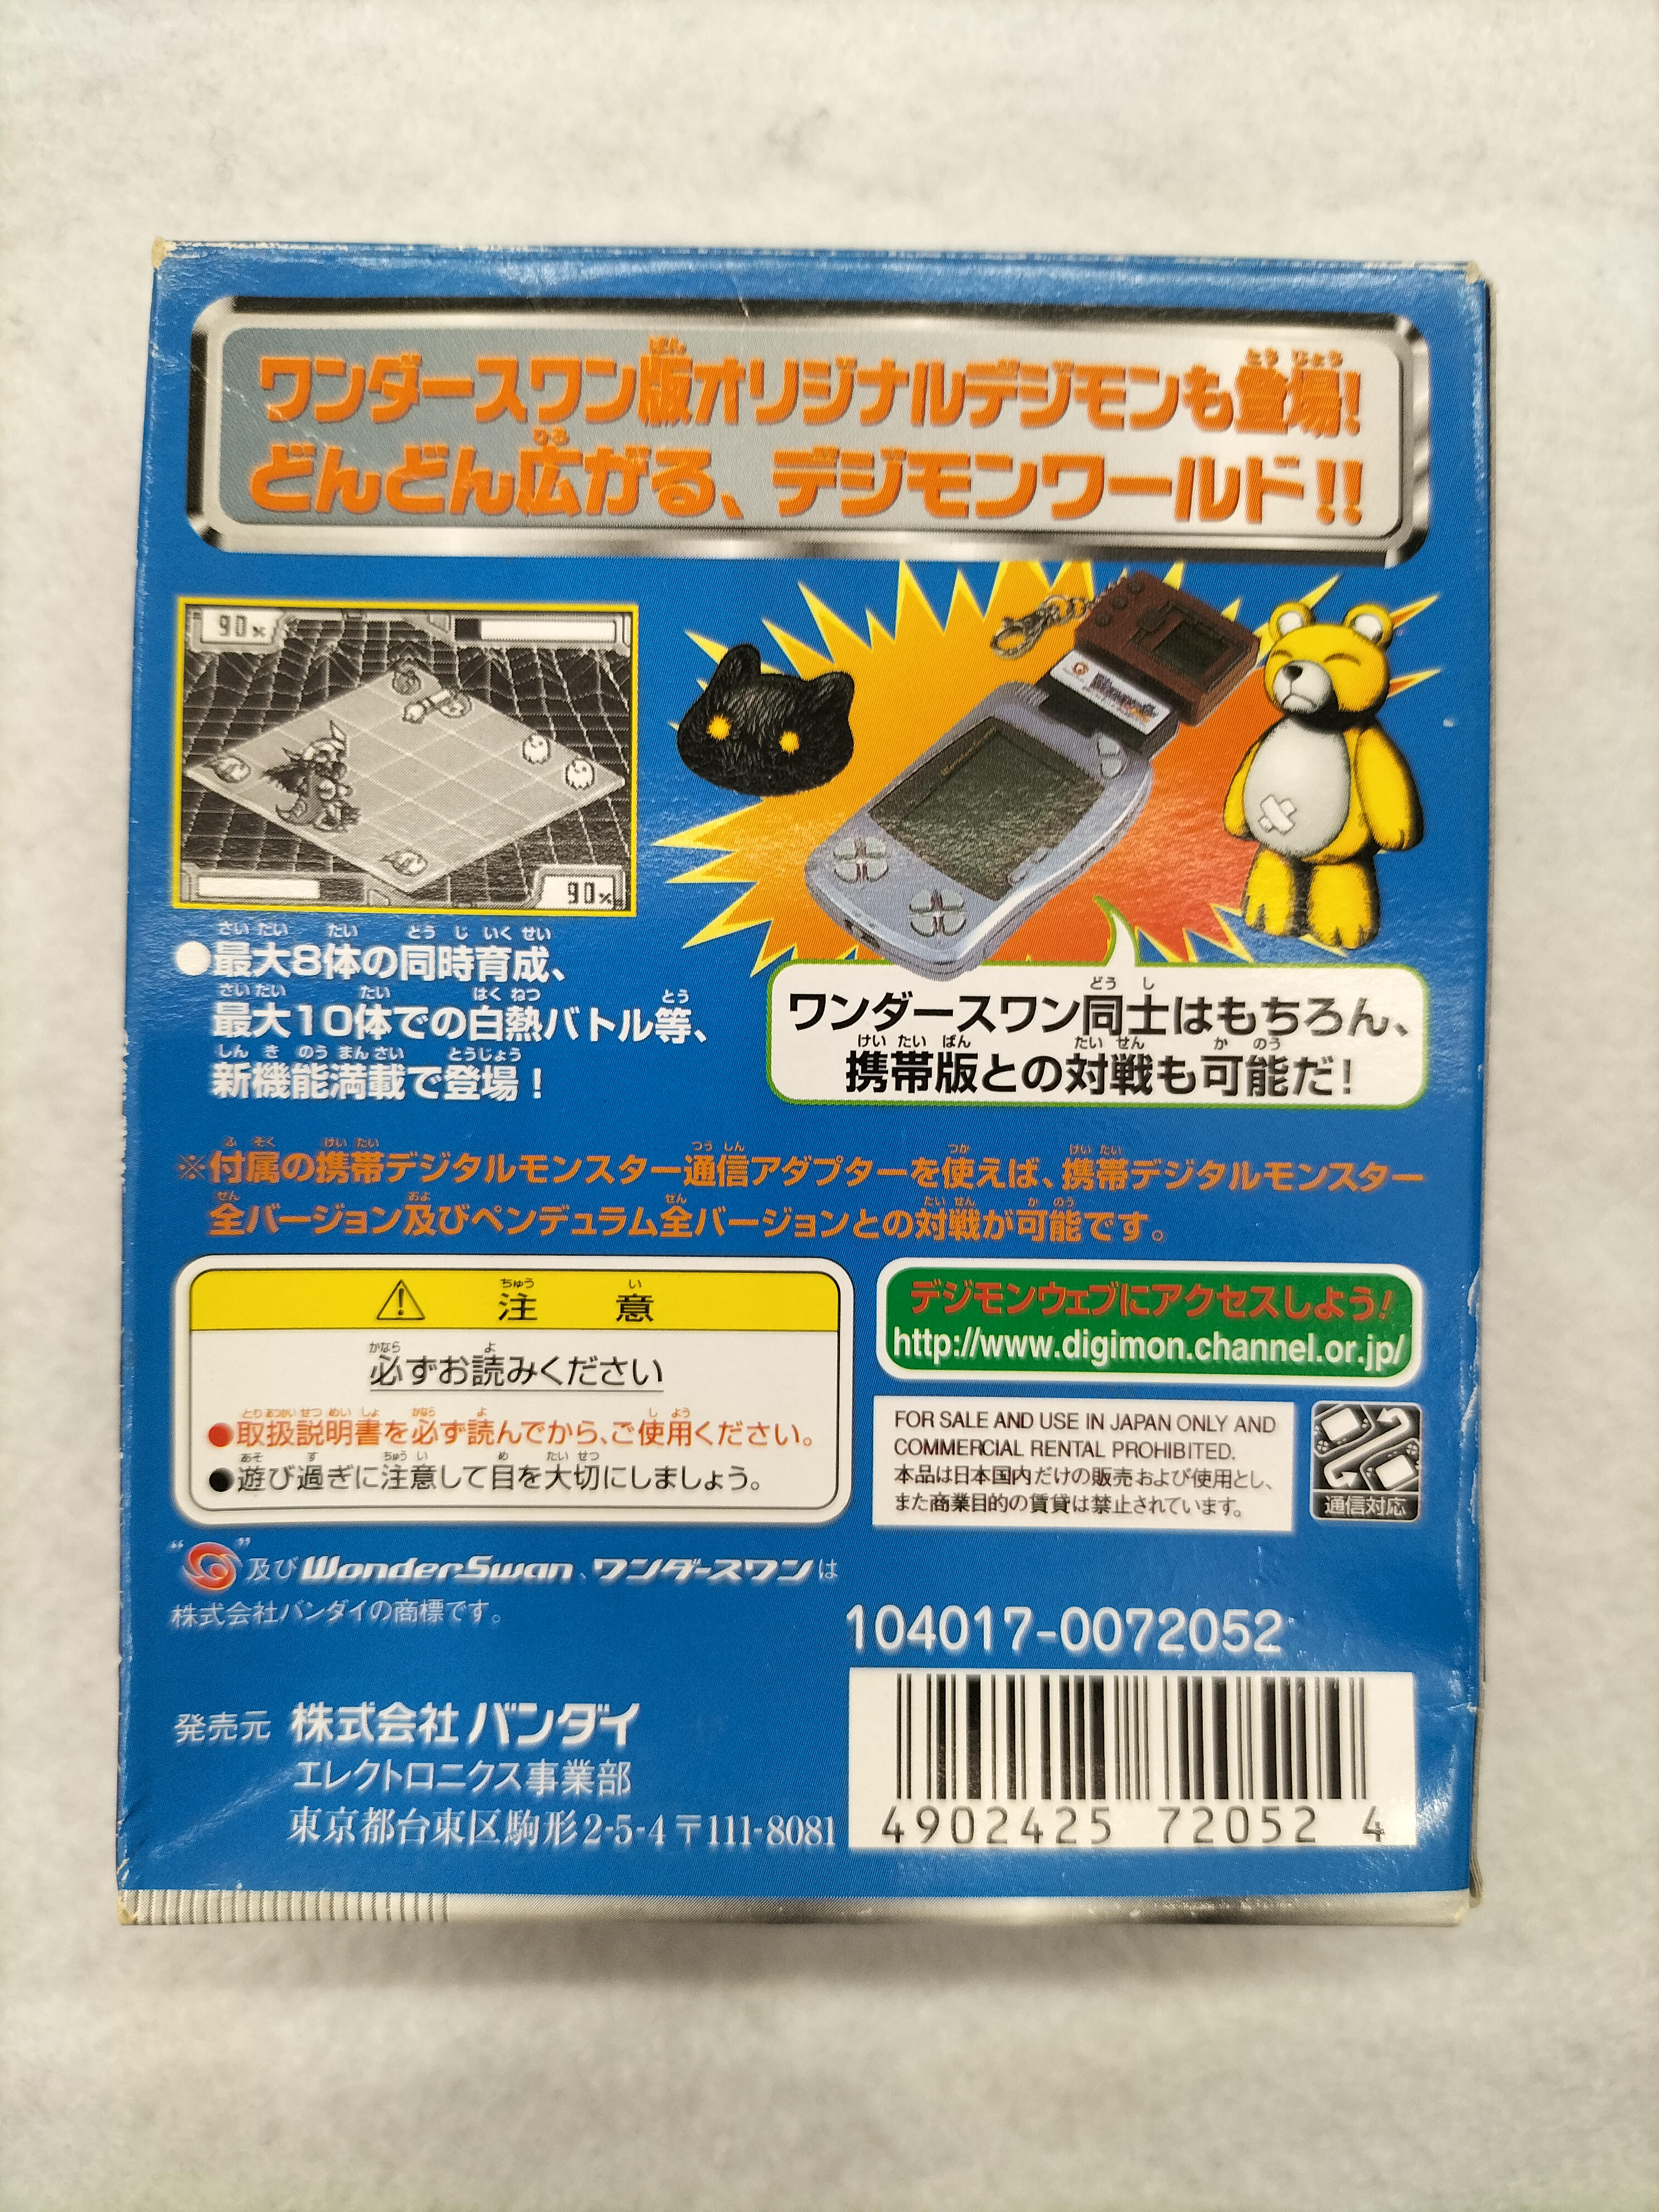 ワンダースワン版オリジナルデジモンも登場!
どんどん広がる、デジモンワールド!!
90%
90%
●最大8体の同時育成、
最大10体での白熱バトル等、
新機能満載で登場!
WonderSwan
ワンダースワン同士はもちろん、
携帯版との対戦も可能だ!
※付属の携帯デジタルモンスター通信アダプターを使えば、携帯デジタルモンスター
全バージョン及びペンデュラム全バージョンとの対戦が可能です。
注意
必ずお読みください
●取扱説明書を必ず読んでから、ご使用ください。
●遊び過ぎに注意して目を大切にしましょう。
デジモンウェブにアクセスしよう!
http://www.digimon.channel.or.jp/
FOR SALE AND USE IN JAPAN ONLY AND
COMMERCIAL RENTAL PROHIBITED.
本品は日本国内だけの販売および使用とし、
また商業目的の賃貸は禁止されています。
通信対応
“ ”及びWonderSwan、ワンダースワンは
株式会社バンダイの商標です。
104017-0072052
発売元 株式会社バンダイ
エレクトロニクス事業部
東京都台東区駒形2-5-4〒111-8081
4902425 72052 4